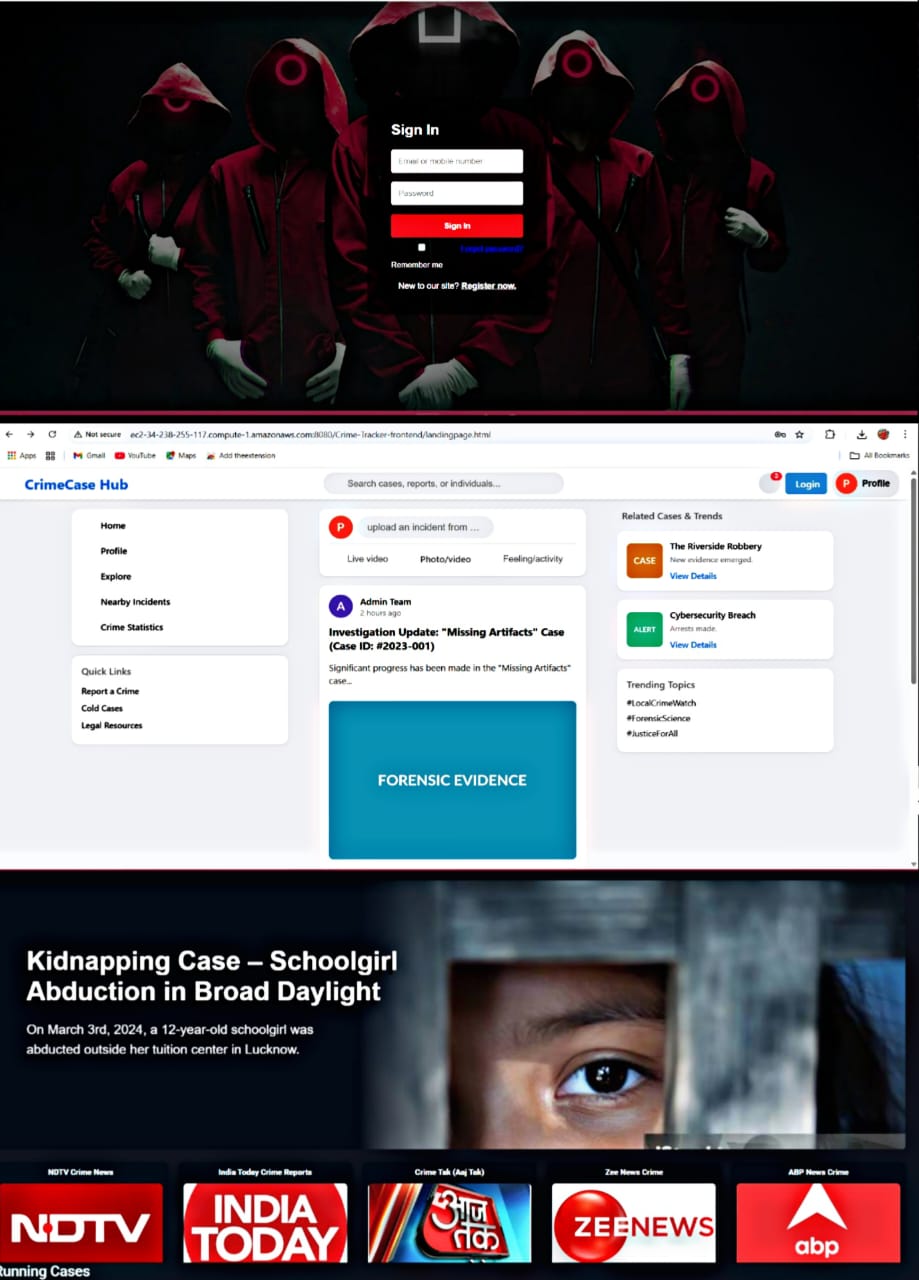 Sign In
Email or mobile number
Password
Sign In
Forgot password?
Remember me
New to our site? Register now.
Not secure ec2-34-238-255-117.compute-1.amazonaws.com:8080/Crime-Tracker-frontend/landingpage.html
Apps Gmail YouTube Maps Add theextension All Bookmarks
CrimeCase Hub
Search cases, reports, or individuals...
3
Login
P
Profile
Home
Profile
Explore
Nearby Incidents
Crime Statistics
Quick Links
Report a Crime
Cold Cases
Legal Resources
P
upload an incident from ...
Live video Photo/video Feeling/activity
A
Admin Team
2 hours ago
Investigation Update: "Missing Artifacts" Case
(Case ID: #2023-001)
Significant progress has been made in the "Missing Artifacts"
case...
FORENSIC EVIDENCE
Related Cases & Trends
CASE
The Riverside Robbery
New evidence emerged.
View Details
ALERT
Cybersecurity Breach
Arrests made.
View Details
Trending Topics
#LocalCrimeWatch
#ForensicScience
#JusticeForAll
Kidnapping Case – Schoolgirl
Abduction in Broad Daylight
On March 3rd, 2024, a 12-year-old schoolgirl was
abducted outside her tuition center in Lucknow.
NDTV Crime News
India Today Crime Reports
Crime Tak (Aaj Tak)
Zee News Crime
ABP News Crime
NDTV
INDIA
TODAY
आज
तक
ZEE NEWS
abp
Running Cases